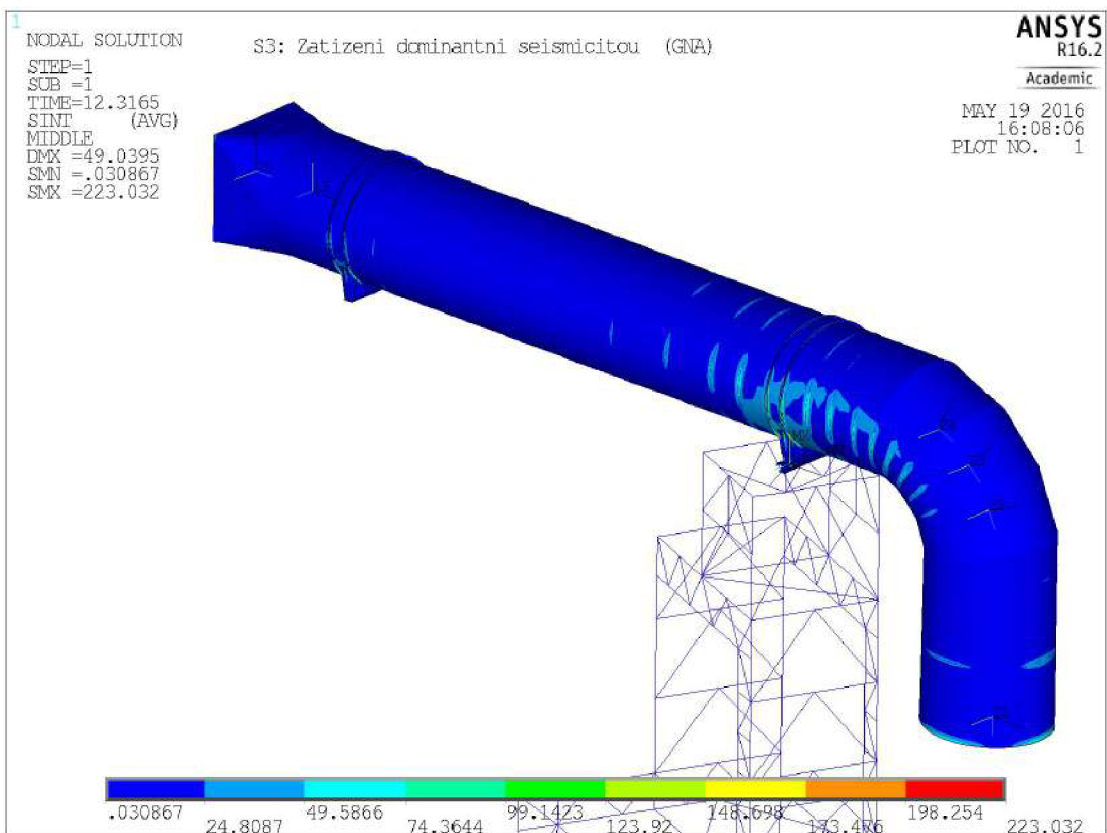 1
NODAL SOLUTION
STEP=1
SUB =1
TIME=12.3165
SINT (AVG)
MIDDLE
DMX =49.0395
SMN =.030867
SMX =223.032
S3: Zatizeni dominantni seismicitou (GNA)
ANSYS
R16.2
Academic
MAY 19 2016
16:08:06
PLOT NO. 1
.030867 49.5866 99.1423 148.698 198.254
24.8087 74.3644 123.92 173.476 223.032